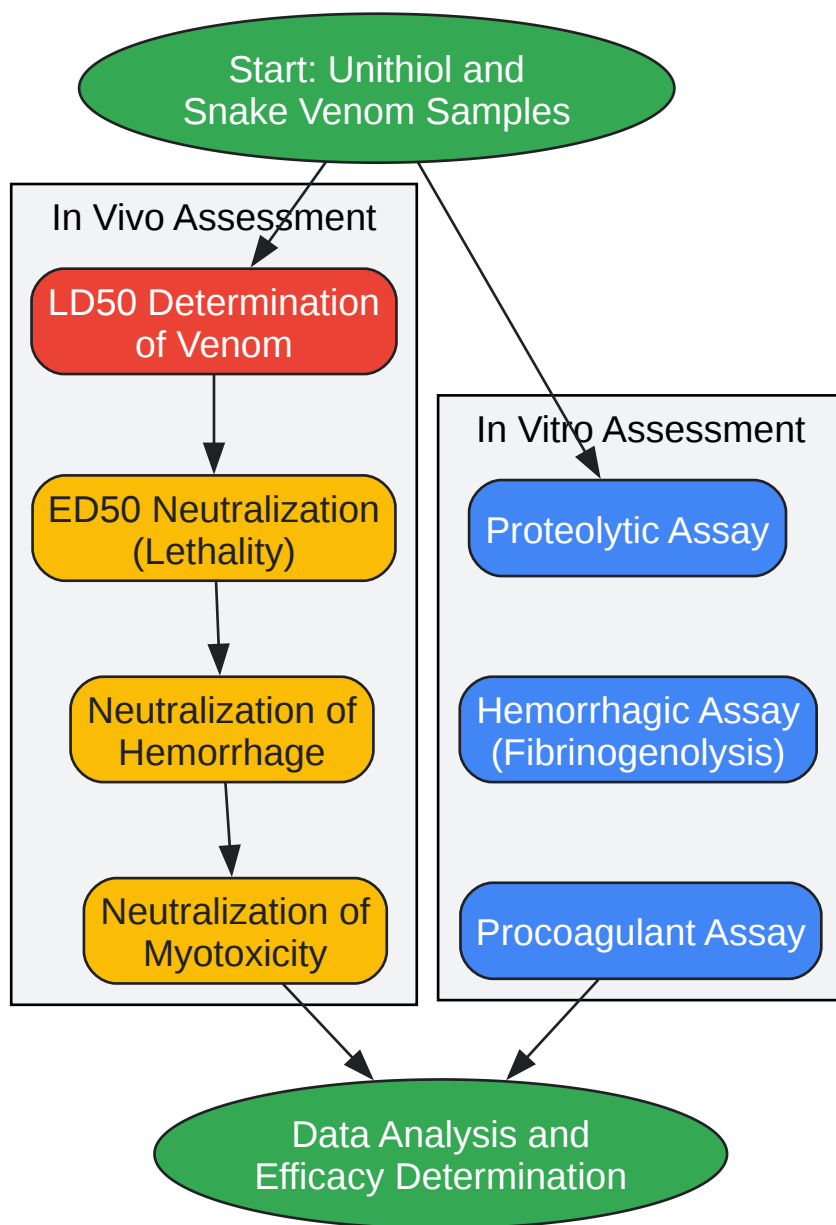 Start: Unithiol and
Snake Venom Samples
In Vivo Assessment
LD50 Determination
of Venom
ED50 Neutralization
(Lethality)
Neutralization of
Hemorrhage
Neutralization of
Myotoxicity
In Vitro Assessment
Proteolytic Assay
Hemorrhagic Assay
(Fibrinogenolysis)
Procoagulant Assay
Data Analysis and
Efficacy Determination